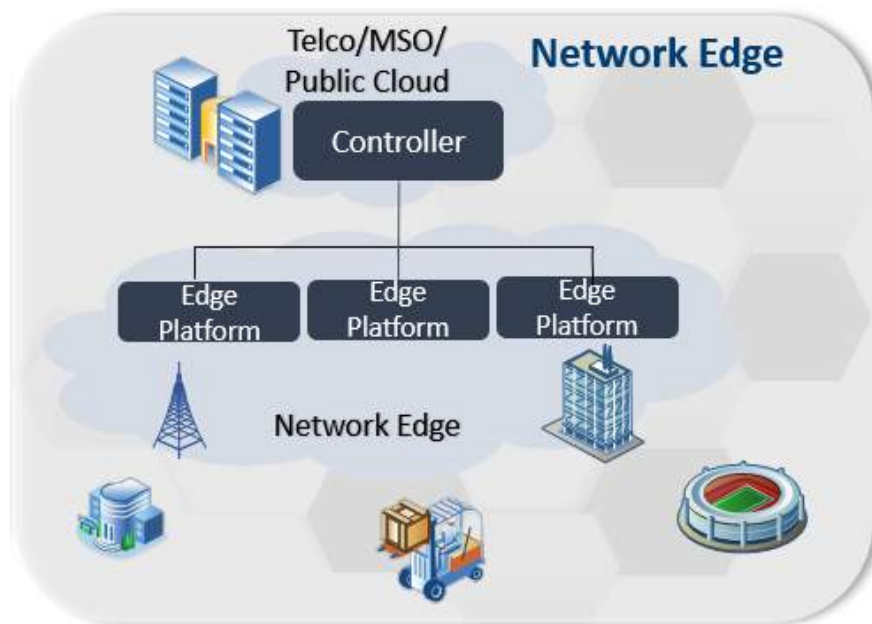 Telco/MSO/
Public Cloud
Network Edge
Controller
Edge
Platform
Edge
Platform
Edge
Platform
Network Edge